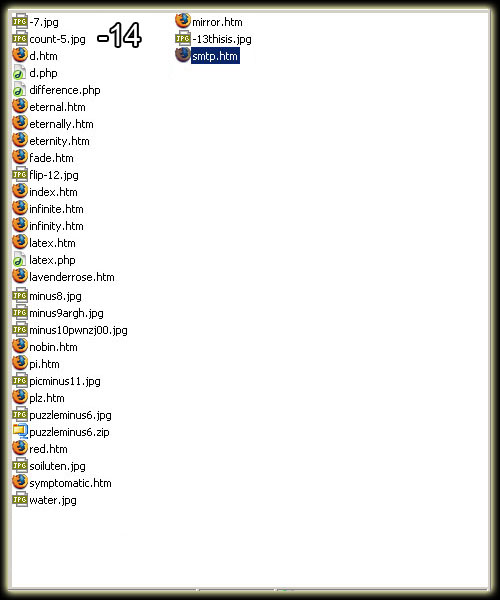 -7.jpg
count-5.jpg
-14
d.htm
d.php
difference.php
eternal.htm
eternally.htm
eternity.htm
fade.htm
flip-12.jpg
index.htm
infinite.htm
infinity.htm
latex.htm
latex.php
lavenderrose.htm
minus8.jpg
minus9argh.jpg
minus10pwnzj00.jpg
nobin.htm
pi.htm
picminus11.jpg
plz.htm
puzzleminus6.jpg
puzzleminus6.zip
red.htm
soiluten.jpg
symptomatic.htm
water.jpg
mirror.htm
-13thisis.jpg
smtp.htm